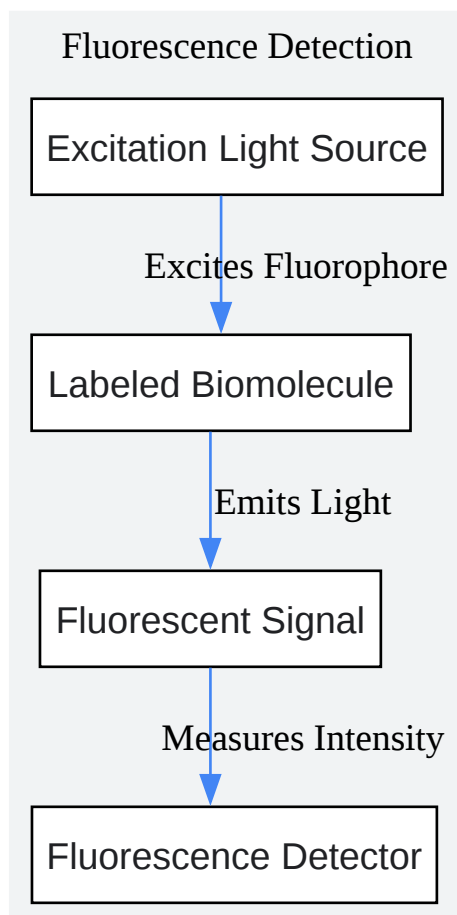 Fluorescence Detection
Excitation Light Source
Excites Fluorophore
Labeled Biomolecule
Emits Light
Fluorescent Signal
Measures Intensity
Fluorescence Detector